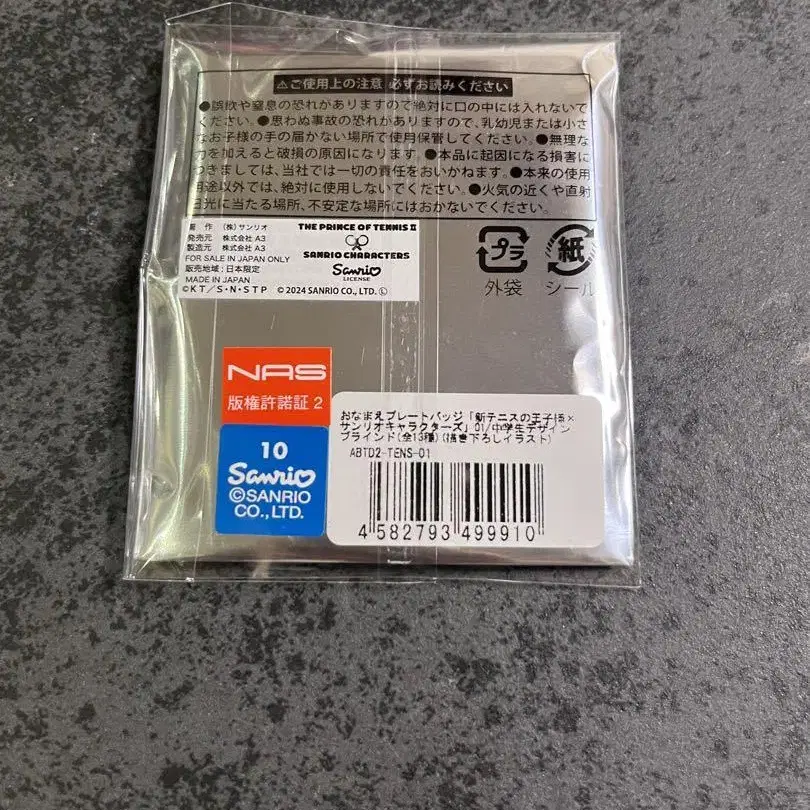 ⚠ご使用上の注意 必ずお読みください
●誤飲や窒息の恐れがありますので絶対に口の中には入れないで
ください。●思わぬ事故の恐れがありますので、乳幼児または小さ
なお子様の手の届かない場所で使用保管してください。●無理な
力を加えると破損の原因になります。●本品に起因になる損害に
つきましては、当社では一切の責任をおいかねます。●本来の使用
用途以外では、絶対に使用しないでください。●火気の近くや直射
日光に当たる場所、不安定な場所にはおかないでください。
著 作 (株)サンリオ
発売元 株式会社 A3
製造元 株式会社 A3
FOR SALE IN JAPAN ONLY
販売地域:日本限定
MADE IN JAPAN
©KT/S・N・STP © 2024 SANRIO CO., LTD. Ⓛ
THE PRINCE OF TENNIS II
SANRIO CHARACTERS
Sanrio
LICENSE
プラ
外袋
紙
シール
NAS
版権許諾証 2
10
Sanrio
©SANRIO
CO., LTD.
おなまえプレートバッジ「新テニスの王子様×
サンリオキャラクターズ」01/中学生デザイン
ブラインド(全13種)(描き下ろしイラスト)
ABTD2-TENS-01
4 582793 499910